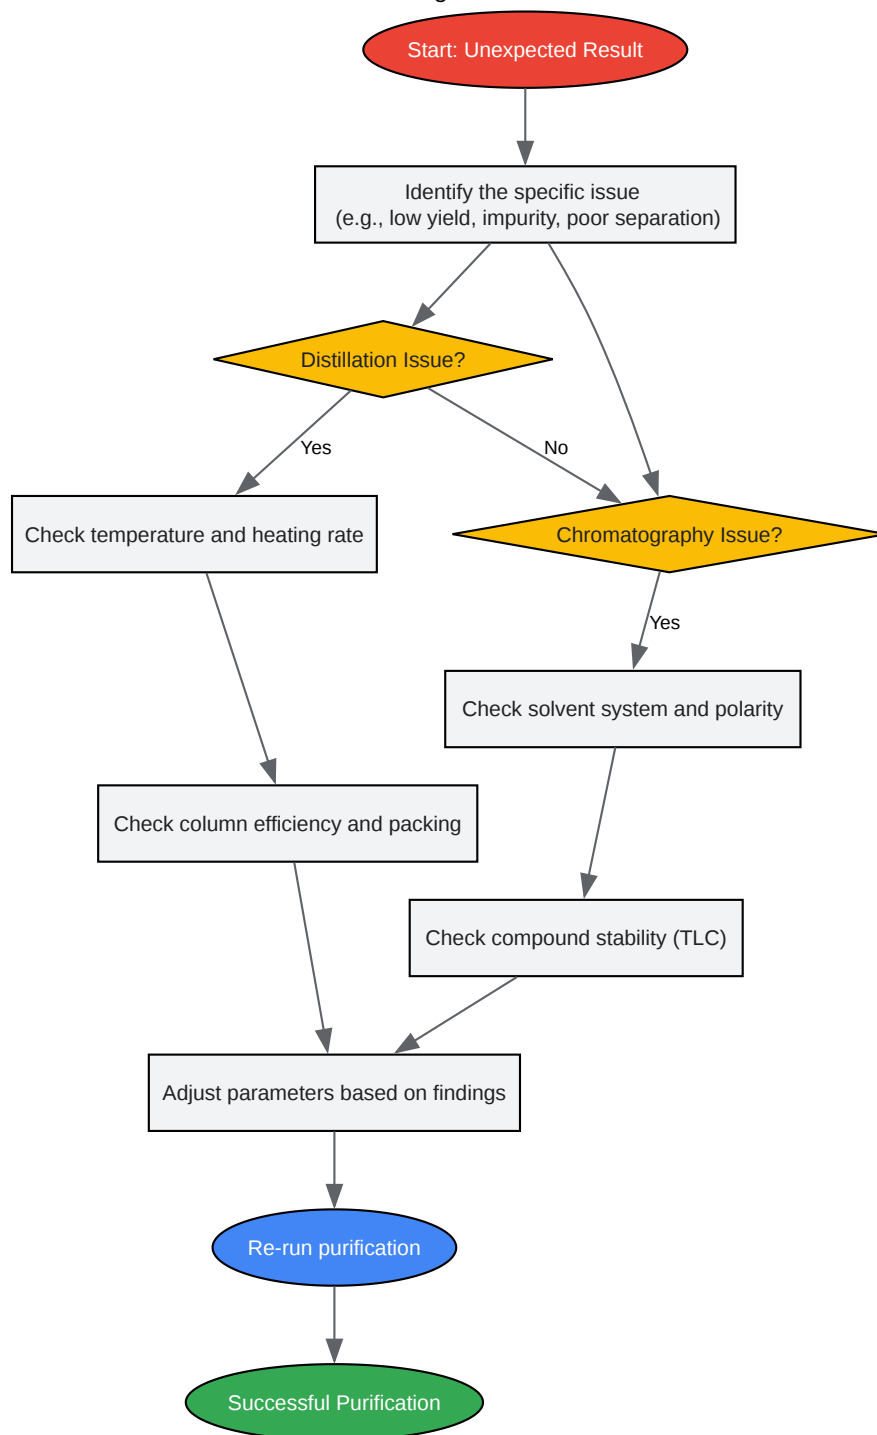 Start: Unexpected Result
Identify the specific issue
(e.g., low yield, impurity, poor separation)
Distillation Issue?
Yes
No
Check temperature and heating rate
Chromatography Issue?
Yes
Check solvent system and polarity
Check column efficiency and packing
Check compound stability (TLC)
Adjust parameters based on findings
Re-run purification
Successful Purification